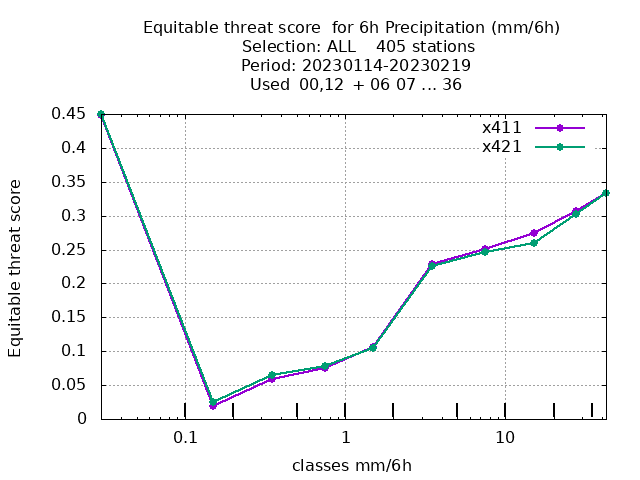 Equitable threat score  for 6h Precipitation (mm/6h)
Selection: ALL    405 stations
Period: 20230114-20230219
Used  00,12  + 06 07 ... 36
x411
x421
0.45
0.4
0.35
0.3
0.25
0.2
0.15
0.1
0.05
0
Equitable threat score
0.1 1 10
classes mm/6h